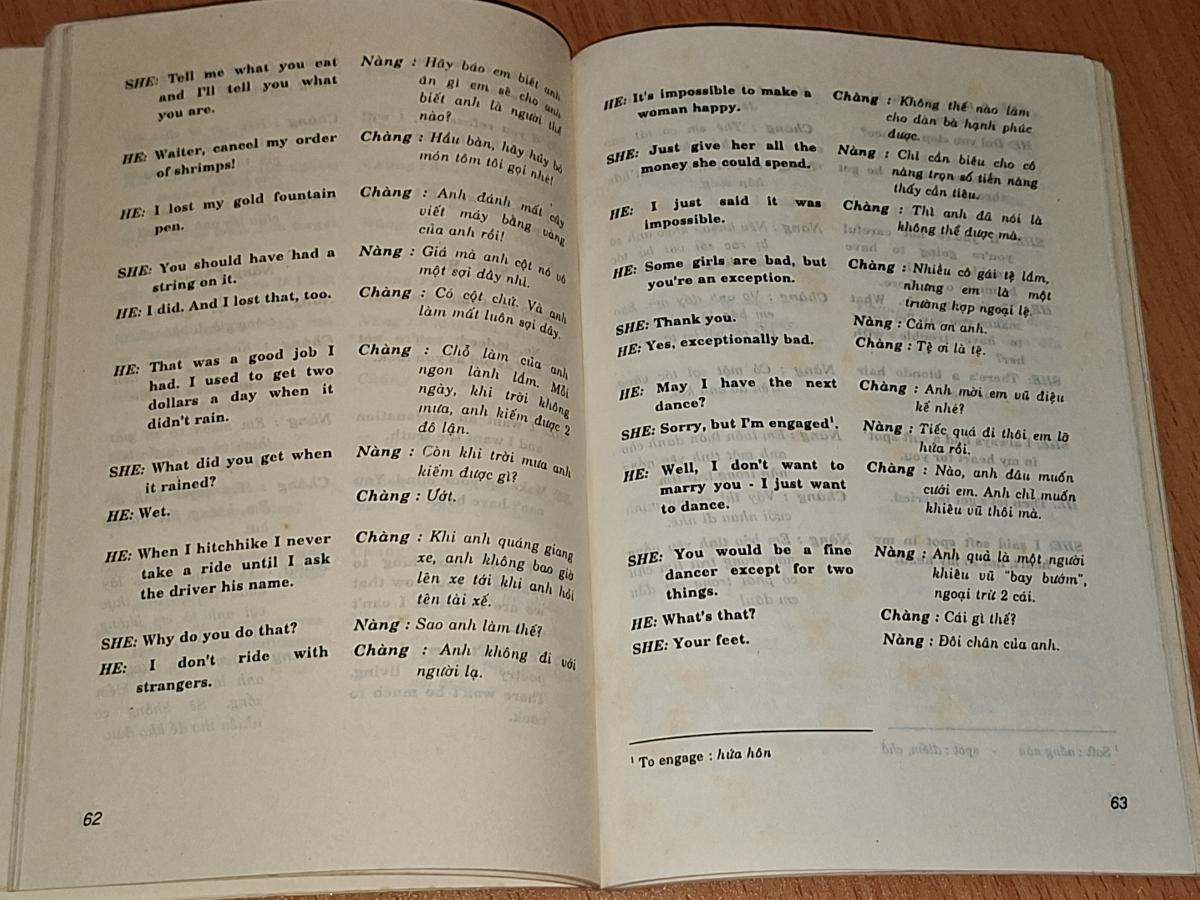 SHE: Tell me what you eat
and I'll tell you what
you are.
HE: Waiter, cancel my order
of shrimps!
HE: I lost my gold fountain
pen.
SHE: You should have had a
string on it.
HE: I did. And I lost that, too.
HE: That was a good job I
had. I used to get two
dollars a day when it
didn't rain.
SHE: What did you get when
it rained?
HE: Wet.
HE: When I hitchhike I never
take a ride until I ask
the driver his name.
SHE: Why do you do that?
HE: I don't ride with
strangers.
Nàng : Hãy báo em biết anh
ăn gì em sẽ cho anh
biết anh là người thế
nào?
Chàng : Hầu bàn, hãy hủy bỏ
món tôm tôi gọi nhé!
Chàng : Anh đánh mất cây
viết máy bằng vàng
của anh rồi!
Nàng : Giá mà anh cột nó vô
một sợi dây nhỉ.
Chàng : Có cột chứ. Và anh
làm mất luôn sợi dây.
Chàng : Chỗ làm của anh
ngon lành lắm. Mỗi
ngày, khi trời không
mưa, anh kiếm được 2
đô lận.
Nàng : Còn khi trời mưa anh
kiếm được gì?
Chàng : Ướt.
Chàng : Khi anh quáng giang
xe, anh không bao giờ
lên xe tới khi anh hỏi
tên tài xế.
Nàng : Sao anh làm thế?
Chàng : Anh không đi với
người lạ.
62
HE: It's impossible to make a
woman happy.
SHE: Just give her all the
money she could spend.
HE: I just said it was
impossible.
HE: Some girls are bad, but
you're an exception.
SHE: Thank you.
HE: Yes, exceptionally bad.
HE: May I have the next
dance?
SHE: Sorry, but I'm engaged¹.
HE: Well, I don't want to
marry you - I just want
to dance.
SHE: You would be a fine
dancer except for two
things.
HE: What's that?
SHE: Your feet.
Chàng : Không thể nào làm
cho đàn bà hạnh phúc
được.
Nàng : Chỉ cần biếu cho cô
nàng trọn số tiền nàng
thấy cần tiêu.
Chàng : Thì anh đã nói là
không thể được mà.
Chàng : Nhiều cô gái tệ lắm,
nhưng em là một
trường hợp ngoại lệ.
Nàng : Cảm ơn anh.
Chàng : Tệ ơi là tệ.
Chàng : Anh mời em vũ điệu
kế nhé?
Nàng : Tiếc quá đi thôi em lỡ
hứa rồi.
Chàng : Nào, anh đâu muốn
cưới em. Anh chỉ muốn
khiêu vũ thôi mà.
Nàng : Anh quả là một người
khiêu vũ "bay bướm",
ngoại trừ 2 cái.
Chàng : Cái gì thế?
Nàng : Đôi chân của anh.
¹ To engage : hứa hôn
63